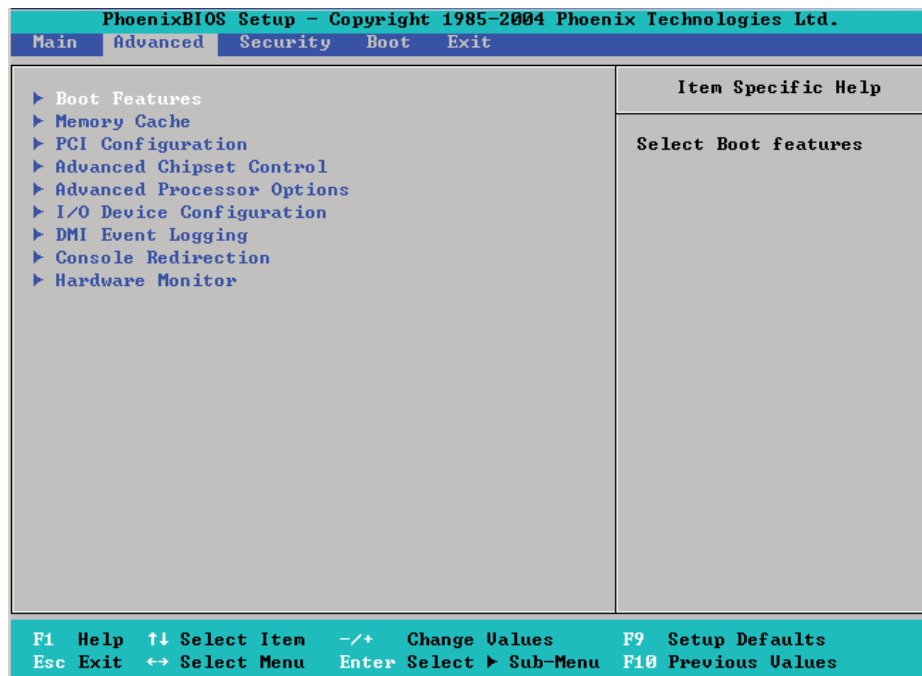 PhoenixBIOS Setup - Copyright 1985-2004 Phoenix Technologies Ltd.
Main Advanced Security Boot Exit
▶ Boot Features
▶ Memory Cache
▶ PCI Configuration
▶ Advanced Chipset Control
▶ Advanced Processor Options
▶ I/O Device Configuration
▶ DMI Event Logging
▶ Console Redirection
▶ Hardware Monitor
Item Specific Help
Select Boot features
F1 Help ↑↓ Select Item -/+ Change Values F9 Setup Defaults
Esc Exit ↔ Select Menu Enter Select ▶ Sub-Menu F10 Previous Values